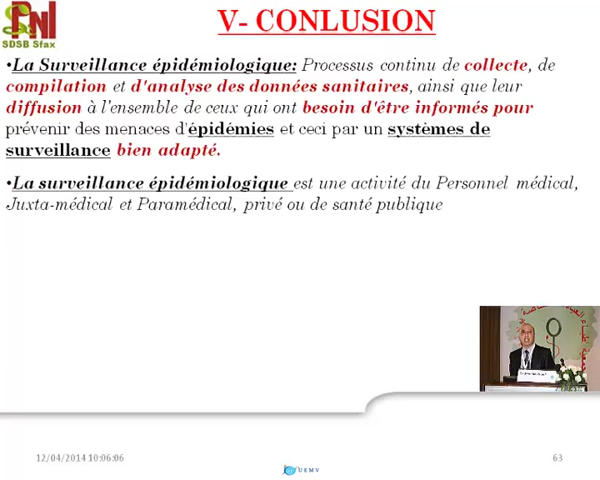 PNI
SDSB Sfax
V- CONLUSION
•La Surveillance épidémiologique: Processus continu de collecte, de
compilation et d'analyse des données sanitaires, ainsi que leur
diffusion à l'ensemble de ceux qui ont besoin d'être informés pour
prévenir des menaces d'épidémies et ceci par un systèmes de
surveillance bien adapté.
•La surveillance épidémiologique est une activité du Personnel médical,
Juxta-médical et Paramédical, privé ou de santé publique
12/04/2014 10:06:06
63
UEMV